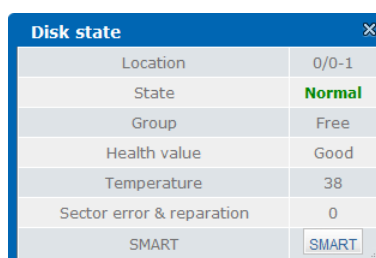 Disk state
Location 0/0-1
State Normal
Group Free
Health value Good
Temperature 38
Sector error & reparation 0
SMART SMART